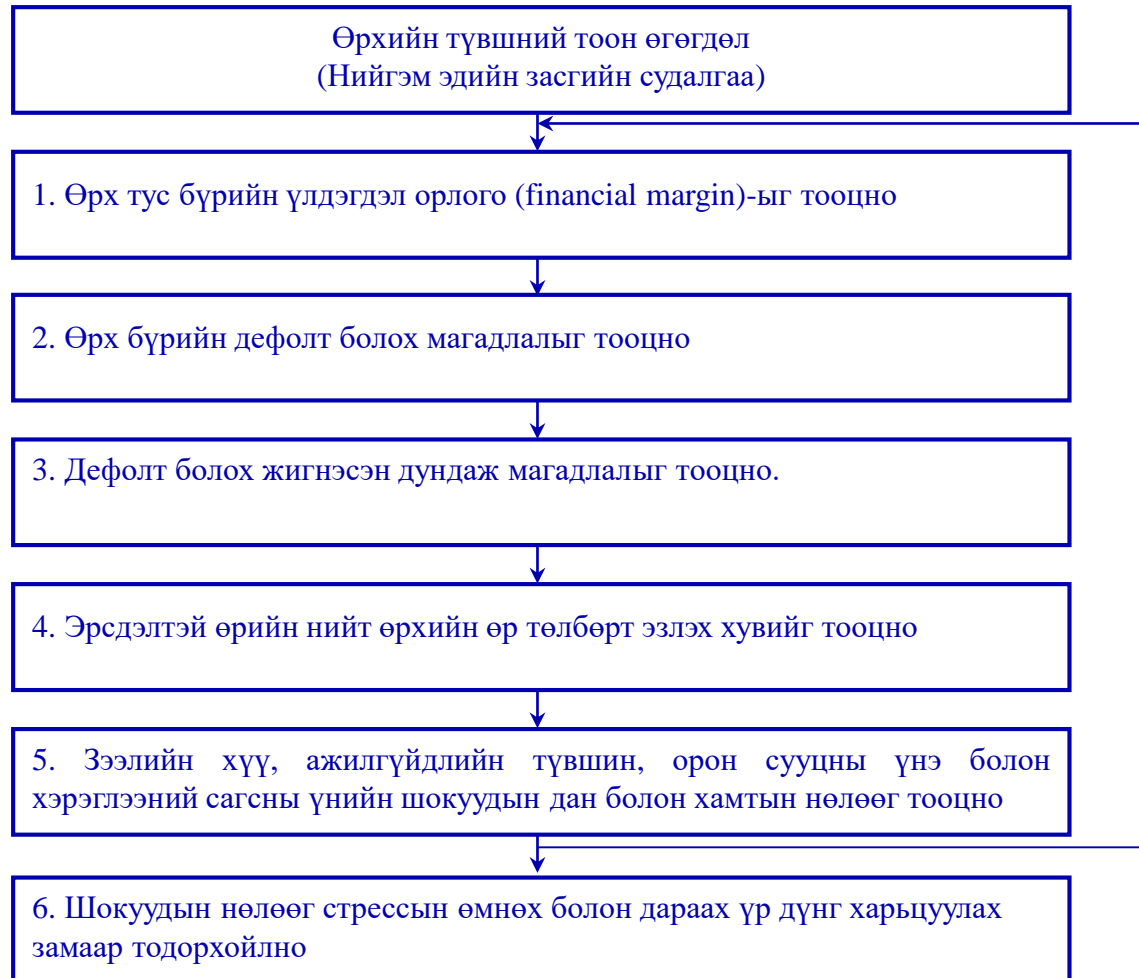 Өрхийн түвшний тоон өгөгдөл
(Нийгэм эдийн засгийн судалгаа)
1. Өрх тус бүрийн үлдэгдэл орлого (financial margin)-ыг тооцно
2. Өрх бүрийн дефолт болох магадлалыг тооцно
3. Дефолт болох жигнэсэн дундаж магадлалыг тооцно.
4. Эрсдэлтэй өрийн нийт өрхийн өр төлбөрт эзлэх хувийг тооцно
5. Зээлийн хүү, ажилгүйдлийн түвшин, орон сууцны үнэ болон
хэрэглээний сагсны үнийн шокуудын дан болон хамтын нөлөөг тооцно
6. Шокуудын нөлөөг стрессын өмнөх болон дараах үр дүнг харьцуулах
замаар тодорхойлно